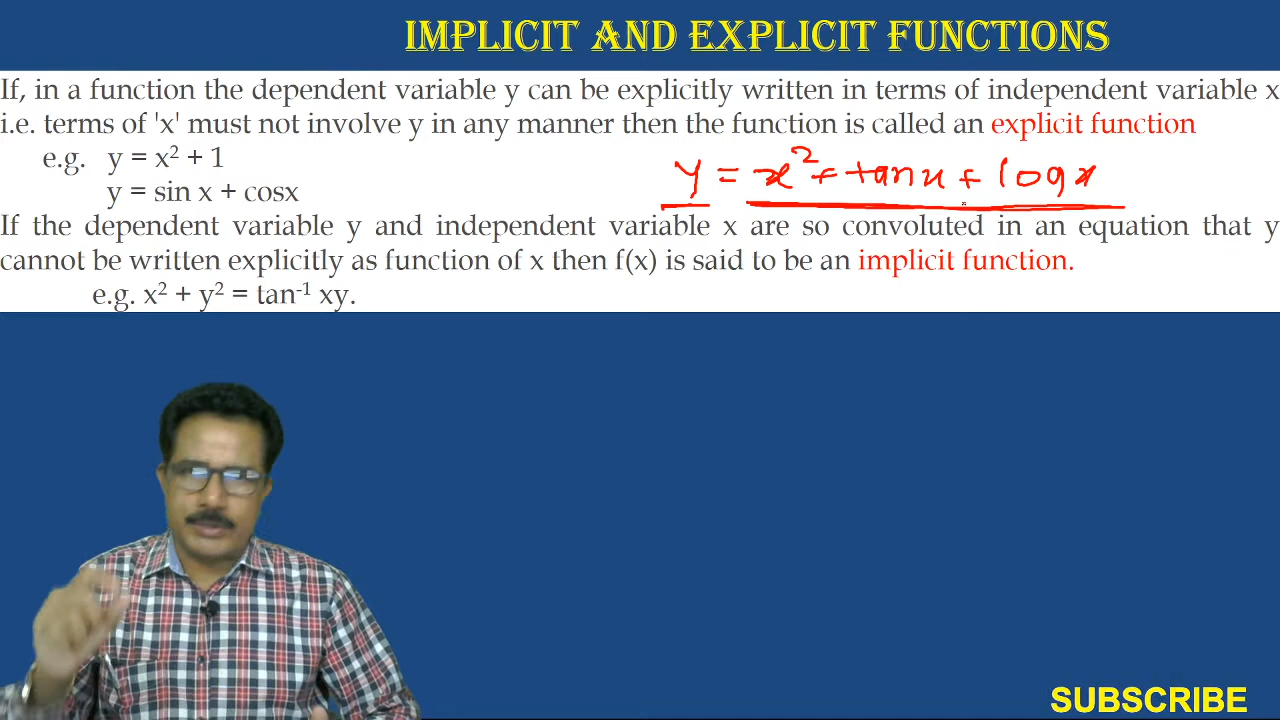 IMPLICIT AND EXPLICIT FUNCTIONS
If, in a function the dependent variable y can be explicitly written in terms of independent variable x
i.e. terms of 'x' must not involve y in any manner then the function is called an explicit function
e.g. y = x² + 1
y = x² + tanx + logx
y = sin x + cosx
If the dependent variable y and independent variable x are so convoluted in an equation that y
cannot be written explicitly as function of x then f(x) is said to be an implicit function.
e.g. x² + y² = tan⁻¹ xy.
SUBSCRIBE